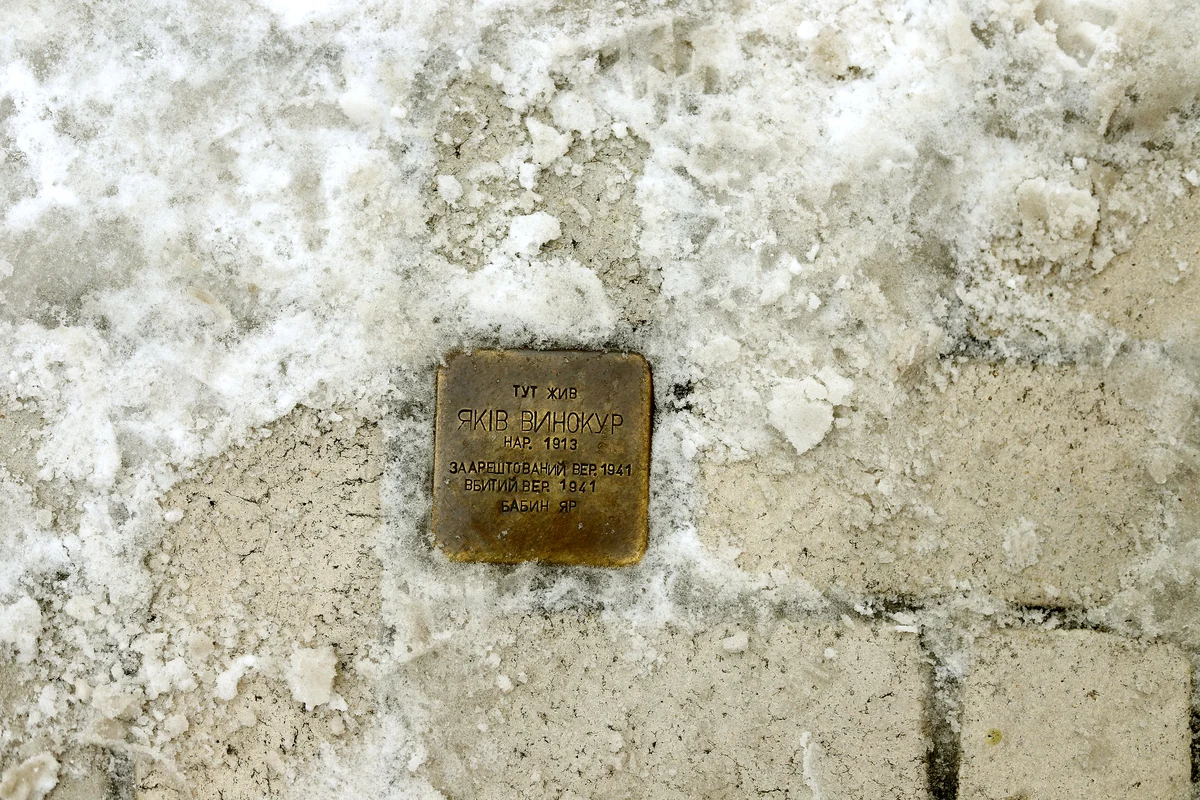 ТУТ ЖИВ
ЯКІВ ВИНОКУР
НАР. 1913
ЗААРЕШТОВАНИЙ ВЕР. 1941
ВБИТИЙ ВЕР. 1941
БАБИН ЯР